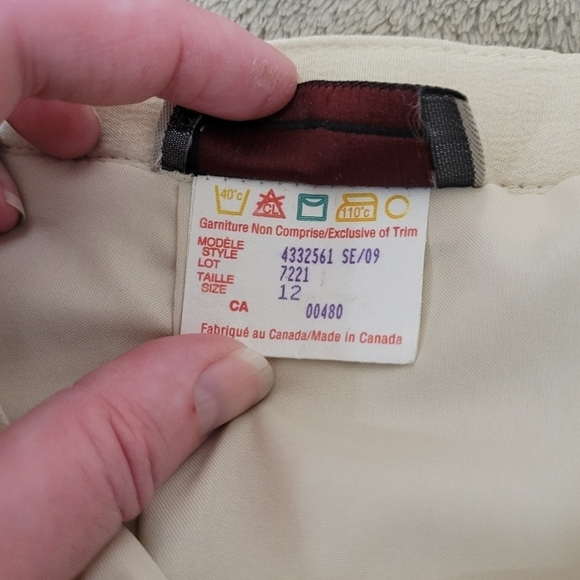 40°c CL 110°c
Garniture Non Comprise/Exclusive of Trim
MODÈLE
STYLE 4332561 SE/09
LOT 7221
TAILLE
SIZE 12
CA 00480
Fabriqué au Canada/Made in Canada